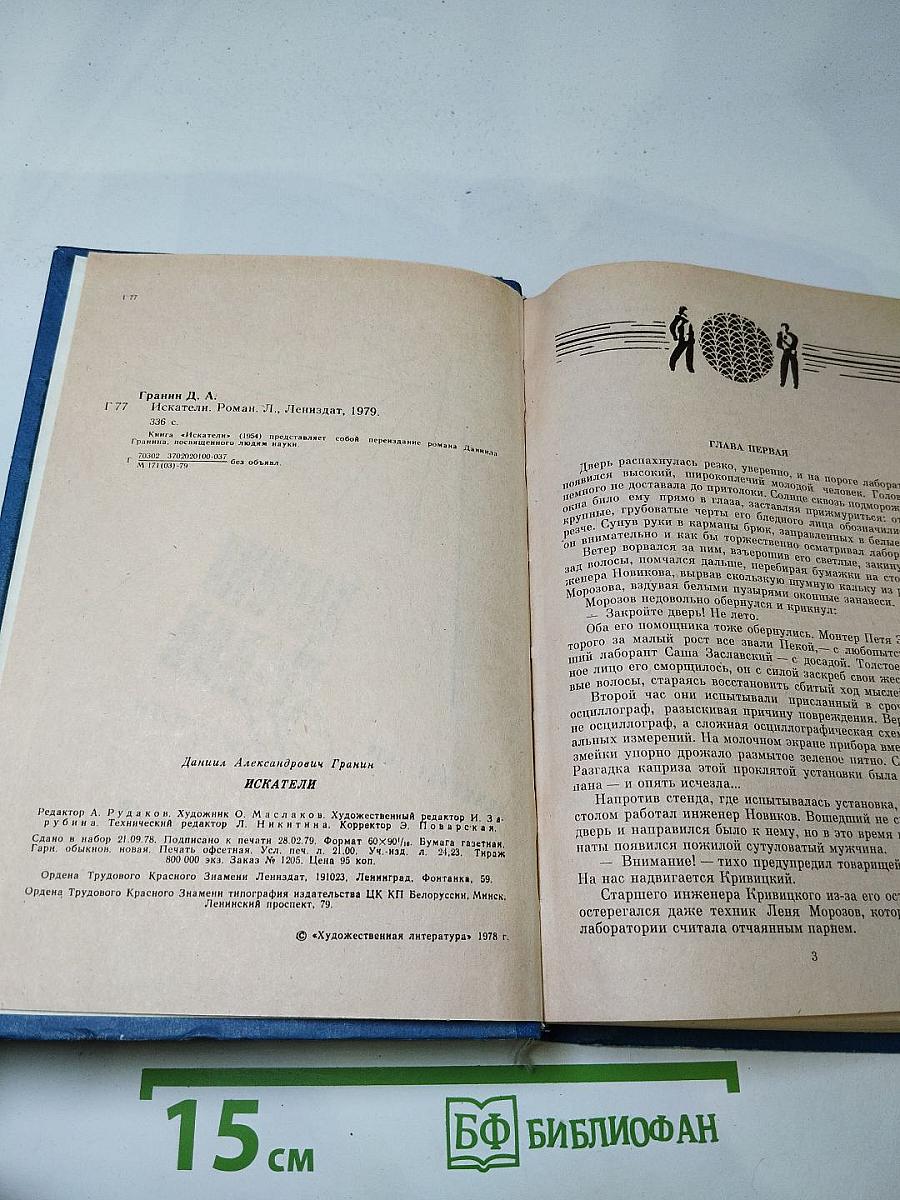 Г 77
Гранин Д. А.
Г 77 Искатели. Роман. Л., Лениздат, 1979.
336 с.
Книга «Искатели» (1954) представляет собой переиздание романа Даниила
Гранина, посвященного людям науки.
Г 70302—3702020100-037 без объявл.
М 171(03)-79
Даниил Александрович Гранин
ИСКАТЕЛИ
Редактор А. Рудаков. Художник О. Маслаков. Художественный редактор И. За-
рубина. Технический редактор Л. Никитина. Корректор Э. Поварская.
Сдано в набор 21.09.78. Подписано к печати 28.02.79. Формат 60×90¹/₁₆. Бумага газетная.
Гарн. обыкнов. новая. Печать офсетная. Усл. печ. л. 21,00. Уч.-изд. л. 24,23. Тираж
800 000 экз. Заказ № 1205. Цена 95 коп.
Ордена Трудового Красного Знамени Лениздат, 191023, Ленинград, Фонтанка, 59.
Ордена Трудового Красного Знамени типография издательства ЦК КП Белоруссии, Минск,
Ленинский проспект, 79.
© «Художественная литература» 1978 г.
ГЛАВА ПЕРВАЯ
Дверь распахнулась резко, уверенно, и на пороге лаборат
появился высокий, широкоплечий молодой человек. Голов
немного не доставала до притолоки. Солнце сквозь подморож
окна било ему прямо в глаза, заставляя прижмуриться: от
крупные, грубоватые черты его бледного лица обозначили
резче. Сунув руки в карманы брюк, заправленных в белые
он внимательно и как бы торжественно осматривал лабор
Ветер ворвался за ним, взъерошив его светлые, закину
зад волосы, помчался дальше, перебирая бумажки на сто
женера Новикова, вырвав скользкую шумную кальку из
Морозова, вздувая белыми пузырями оконные занавеси.
Морозов недовольно обернулся и крикнул:
— Закройте дверь! Не лето.
Оба его помощника тоже обернулись. Монтер Петя З
торого за малый рост все звали Пекой,— с любопытст
ший лаборант Саша Заславский — с досадой. Толстое
ное лицо его сморщилось, он с силой заскреб свои жес
вые волосы, стараясь восстановить сбитый ход мысле
Второй час они испытывали присланный в сроч
осциллограф, разыскивая причину повреждения. Вер
не осциллограф, а сложная осциллографическая схем
альных измерений. На молочном экране прибора вме
змейки упорно дрожало размытое зеленое пятно. С
Разгадка каприза этой проклятой установки была
пана — и опять исчезла...
Напротив стенда, где испытывалась установка,
столом работал инженер Новиков. Вошедший не с
дверь и направился было к нему, но в это время
наты появился пожилой сутуловатый мужчина.
— Внимание! — тихо предупредил товарищей
На нас надвигается Кривицкий.
Старшего инженера Кривицкого из-за его ост
остерегался даже техник Леня Морозов, котор
лаборатории считала отчаянным парнем.
3
15 см
БФ БИБЛИОФАН